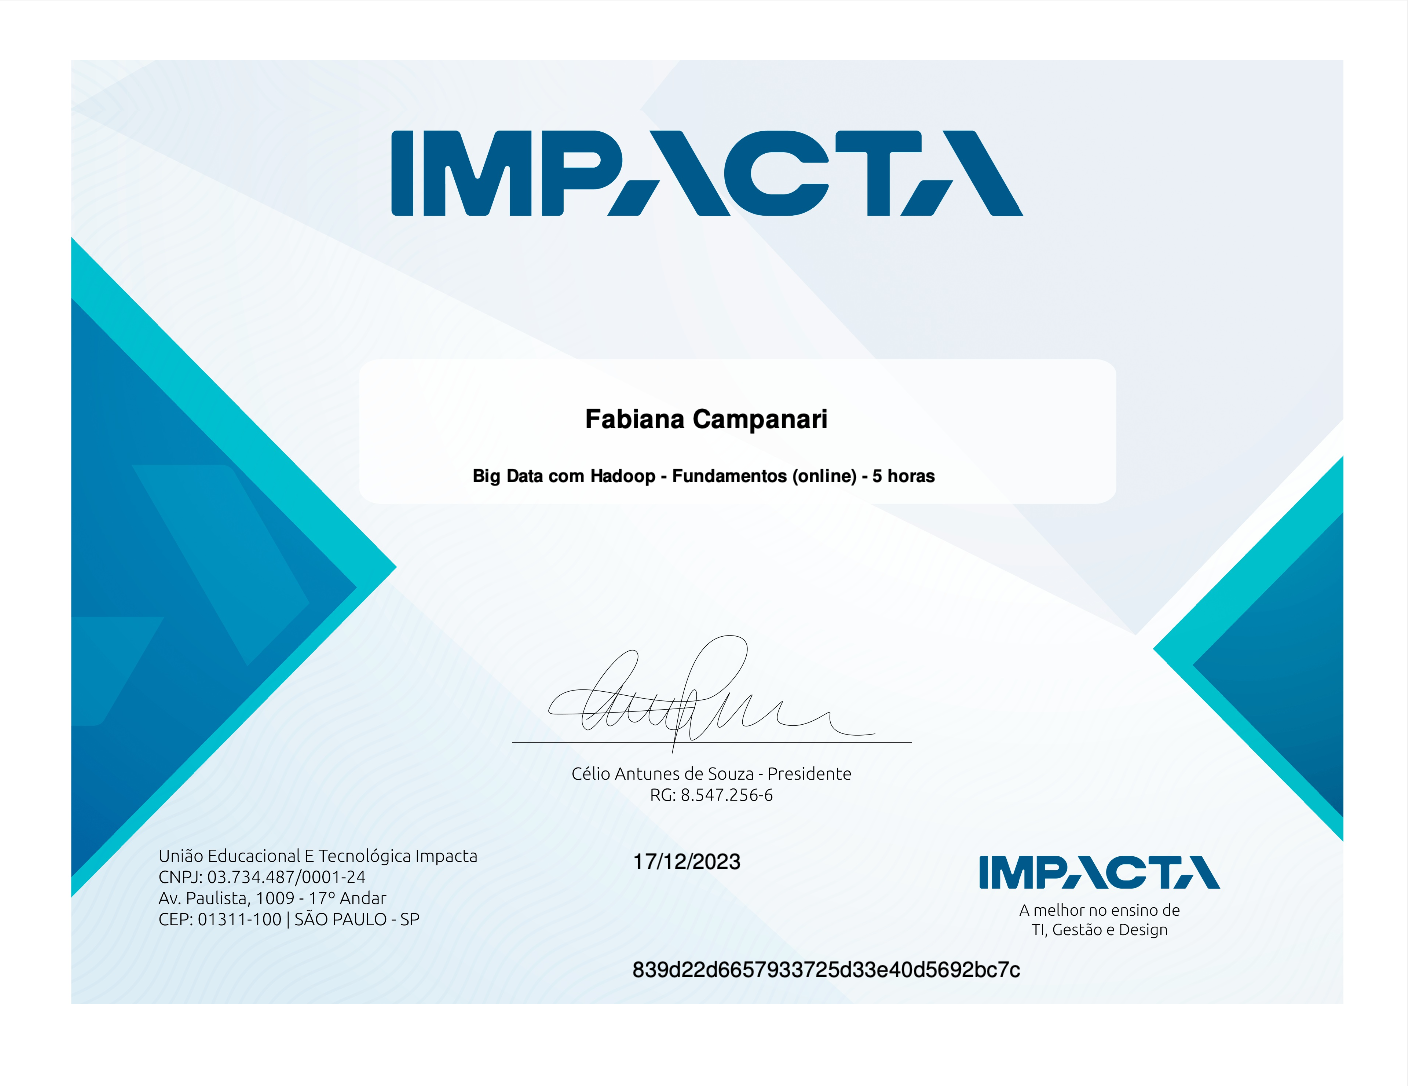 IMPACTA
Fabiana Campanari
Big Data com Hadoop - Fundamentos (online) - 5 horas
Célio Antunes de Souza - Presidente
RG: 8.547.256-6
União Educacional E Tecnológica Impacta
CNPJ: 03.734.487/0001-24
Av. Paulista, 1009 - 17º Andar
CEP: 01311-100 | SÃO PAULO - SP
17/12/2023
IMPACTA
A melhor no ensino de
TI, Gestão e Design
839d22d6657933725d33e40d5692bc7c